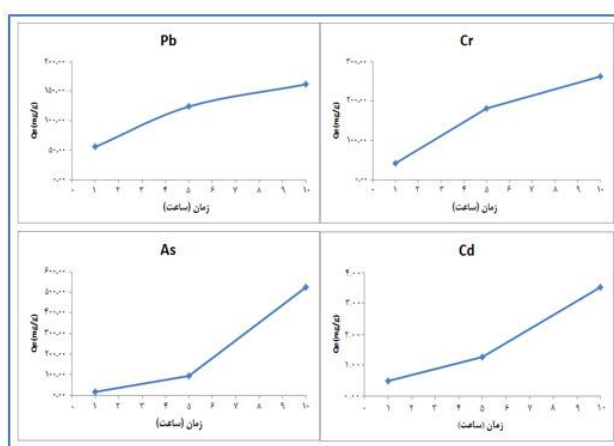 Pb
۲۰۰,۰۰
۱۵۰,۰۰
۱۰۰,۰۰
۵۰,۰۰
۰,۰۰
Qe(mg/g)
۰ ۱ ۲ ۳ ۴ ۵ ۶ ۷ ۸ ۹ ۱۰
زمان (ساعت)
Cr
۳۰۰,۰۰
۲۰۰,۰۰
۱۰۰,۰۰
۰,۰۰
Qe(mg/g)
۰ ۱ ۲ ۳ ۴ ۵ ۶ ۷ ۸ ۹ ۱۰
زمان (ساعت)
As
۶۰۰,۰۰
۵۰۰,۰۰
۴۰۰,۰۰
۳۰۰,۰۰
۲۰۰,۰۰
۱۰۰,۰۰
۰,۰۰
Qe(mg/g)
۰ ۱ ۲ ۳ ۴ ۵ ۶ ۷ ۸ ۹ ۱۰
زمان (ساعت)
Cd
۴,۰۰
۳,۰۰
۲,۰۰
۱,۰۰
۰,۰۰
Qe(mg/g)
۰ ۱ ۲ ۳ ۴ ۵ ۶ ۷ ۸ ۹ ۱۰
زمان (ساعت)